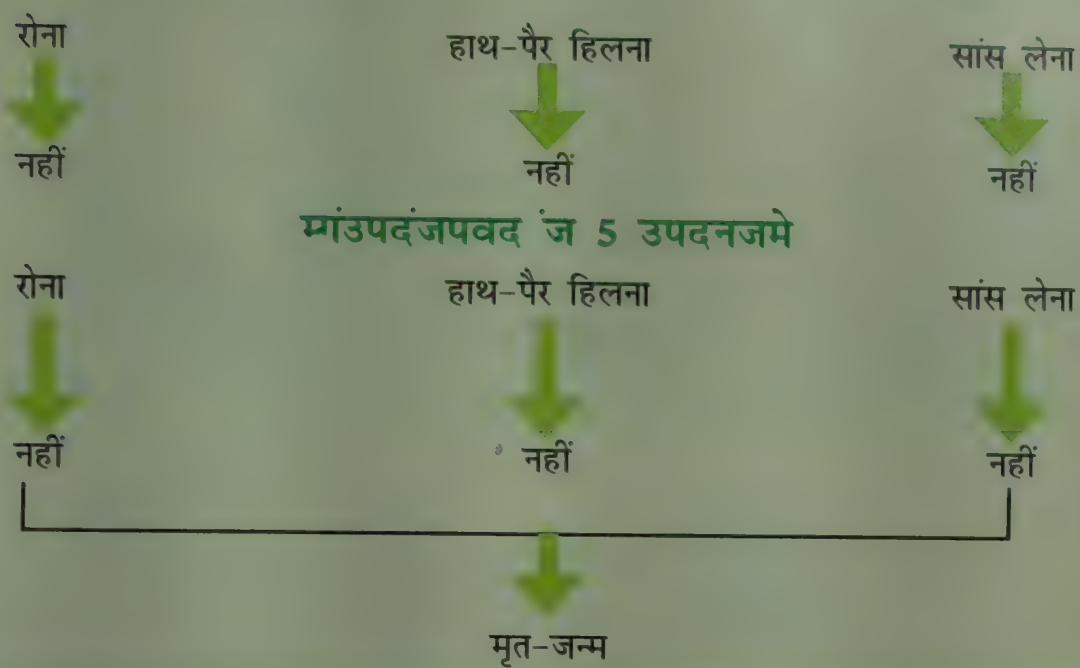 रोना हाथ-पैर हिलना सांस लेना
नहीं नहीं नहीं
म्गंउपदंजपवद ंज 5 उपदनजमे
रोना हाथ-पैर हिलना सांस लेना
नहीं नहीं नहीं
मृत-जन्म